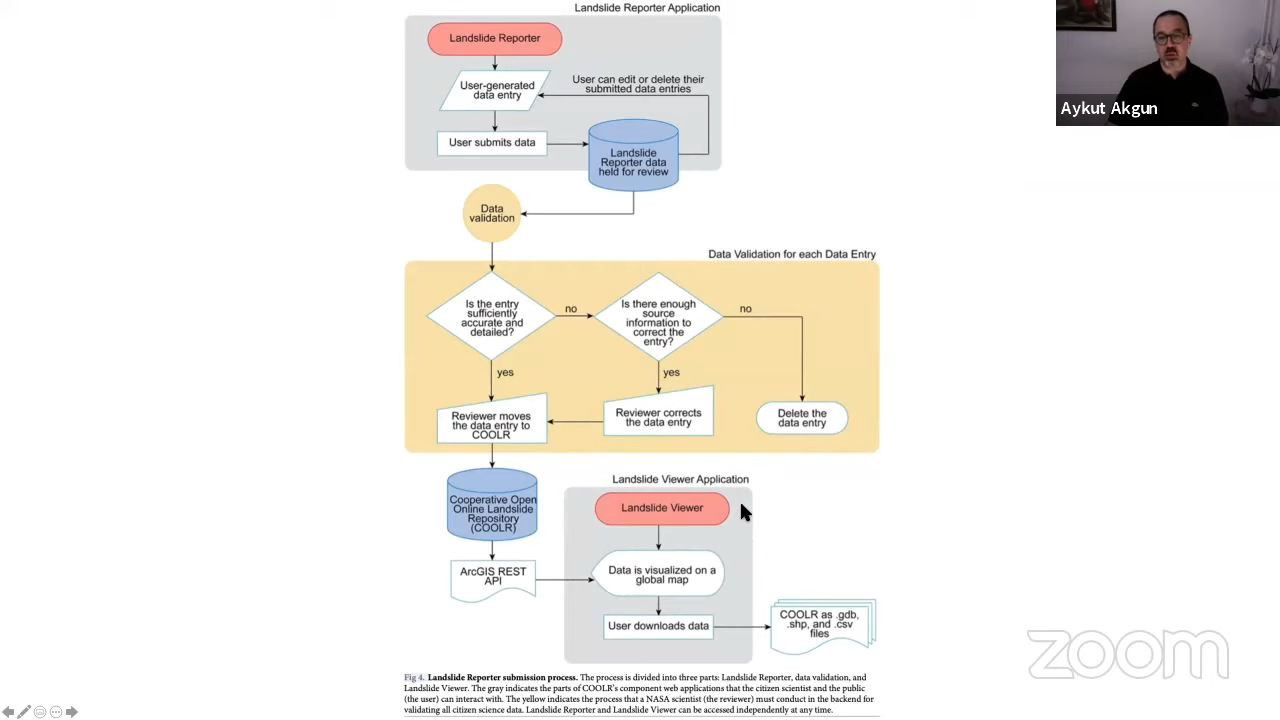 Landslide Reporter Application
Landslide Reporter
User-generated
data entry
User can edit or delete their
submitted data entries
User submits data
Landslide
Reporter data
held for review
Data
validation
Data Validation for each Data Entry
Is the entry
sufficiently
accurate and
detailed?
no
Is there enough
source
information to
correct the
entry?
no
yes
yes
Reviewer moves
the data entry to
COOLR
Reviewer corrects
the data entry
Delete the
data entry
Cooperative Open
Online Landslide
Repository
(COOLR)
Landslide Viewer Application
Landslide Viewer
ArcGIS REST
API
Data is visualized on a
global map
User downloads data
COOLR as .gdb,
.shp, and .csv
files
Fig 4. Landslide Reporter submission process. The process is divided into three parts: Landslide Reporter, data validation, and
Landslide Viewer. The gray indicates the parts of COOLR's component web applications that the citizen scientist and the public
(the user) can interact with. The yellow indicates the process that a NASA scientist (the reviewer) must conduct in the backend for
validating all citizen science data. Landslide Reporter and Landslide Viewer can be accessed independently at any time.
Aykut Akgun
zoom